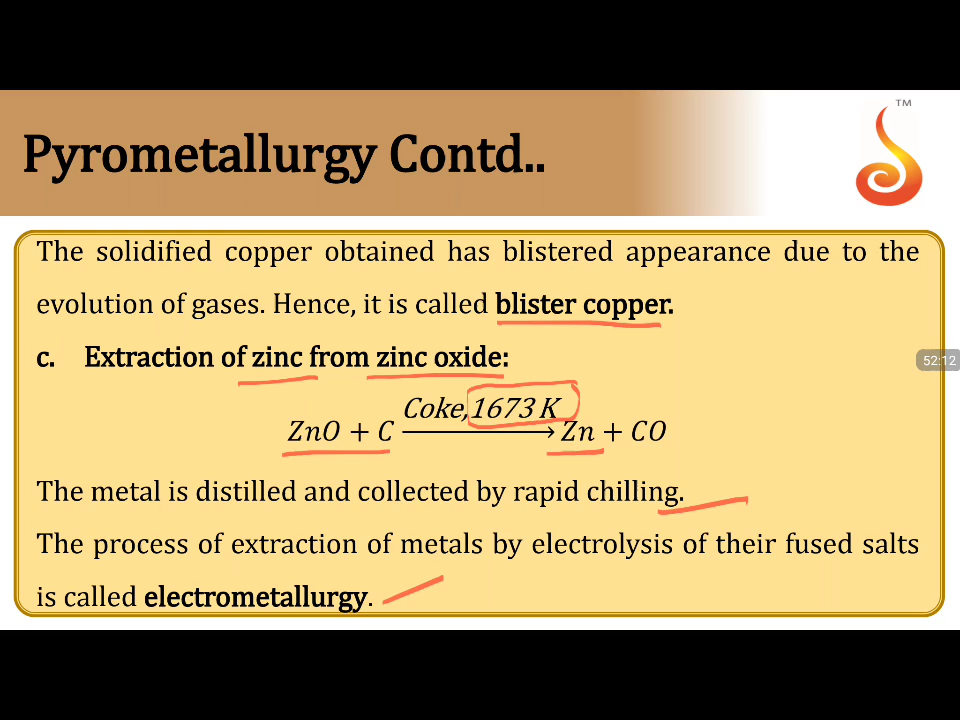 TM
Pyrometallurgy Contd..
The solidified copper obtained has blistered appearance due to the
evolution of gases. Hence, it is called blister copper.
c. Extraction of zinc from zinc oxide:
52:12
Coke,1673 K
ZnO + C ⟶ Zn + CO
The metal is distilled and collected by rapid chilling.
The process of extraction of metals by electrolysis of their fused salts
is called electrometallurgy.